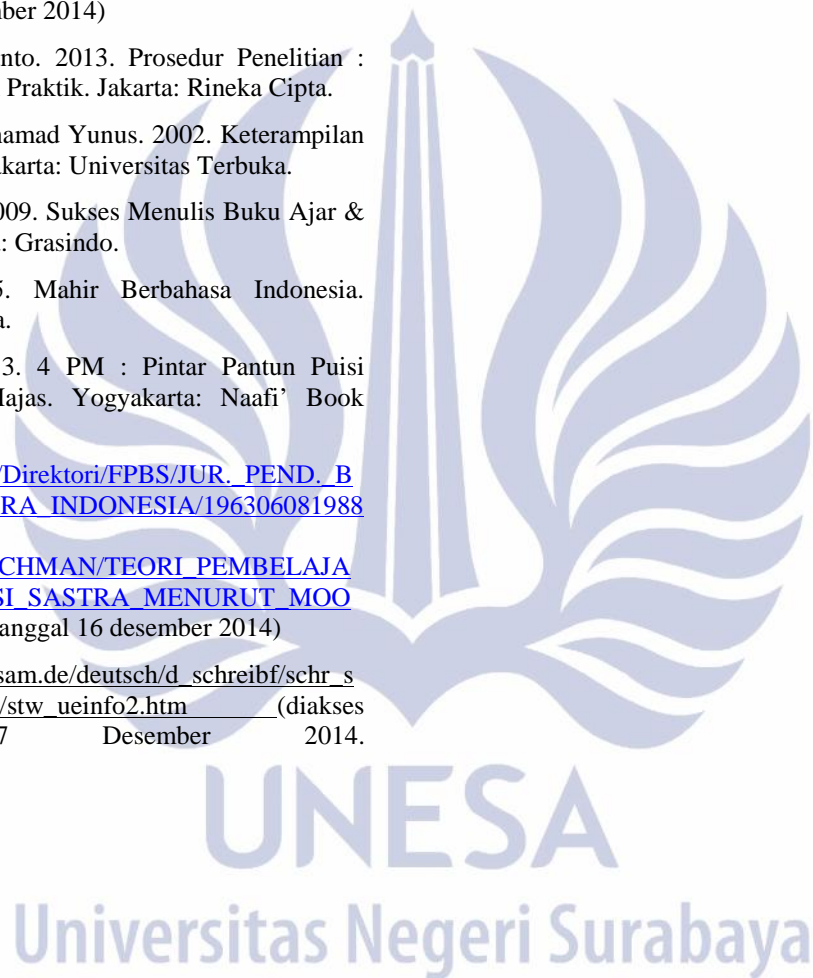 ber 2014)
nto. 2013. Prosedur Penelitian :
Praktik. Jakarta: Rineka Cipta.
amad Yunus. 2002. Keterampilan
akarta: Universitas Terbuka.
009. Sukses Menulis Buku Ajar &
: Grasindo.
. Mahir Berbahasa Indonesia.
a.
3. 4 PM : Pintar Pantun Puisi
ajas. Yogyakarta: Naafi’ Book
/Direktori/FPBS/JUR._PEND._B
RA_INDONESIA/196306081988
CHMAN/TEORI_PEMBELAJA
SI_SASTRA_MENURUT_MOO
anggal 16 desember 2014)
sam.de/deutsch/d_schreibf/schr_s
/stw_ueinfo2.htm (diakses
7 Desember 2014.
UNESA
Universitas Negeri Surabaya